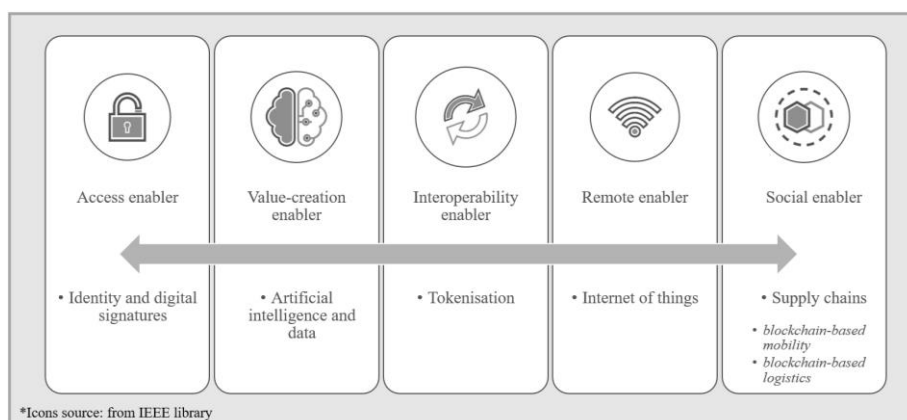 Access enabler
• Identity and digital
signatures
Value-creation
enabler
• Artificial
intelligence and
data
Interoperability
enabler
• Tokenisation
Remote enabler
• Internet of things
Social enabler
• Supply chains
• blockchain-based
mobility
• blockchain-based
logistics
*Icons source: from IEEE library